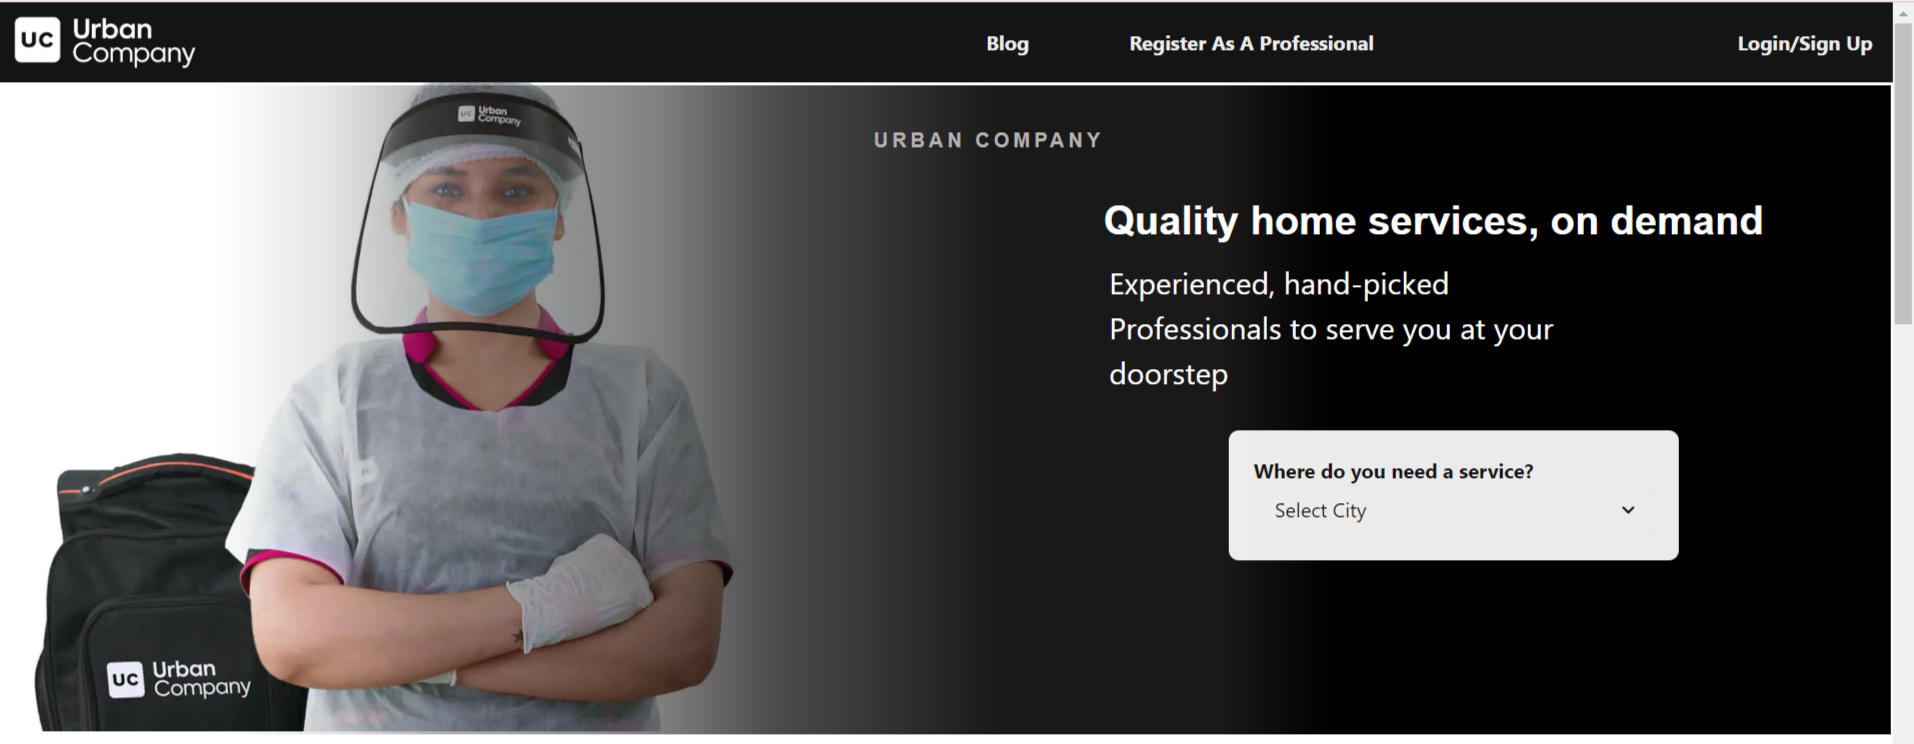 UC Urban
Company
Blog
Register As A Professional
Login/Sign Up
UC Urban
Company
URBAN COMPANY
Quality home services, on demand
Experienced, hand-picked
Professionals to serve you at your
doorstep
Where do you need a service?
Select City
UC Urban
Company